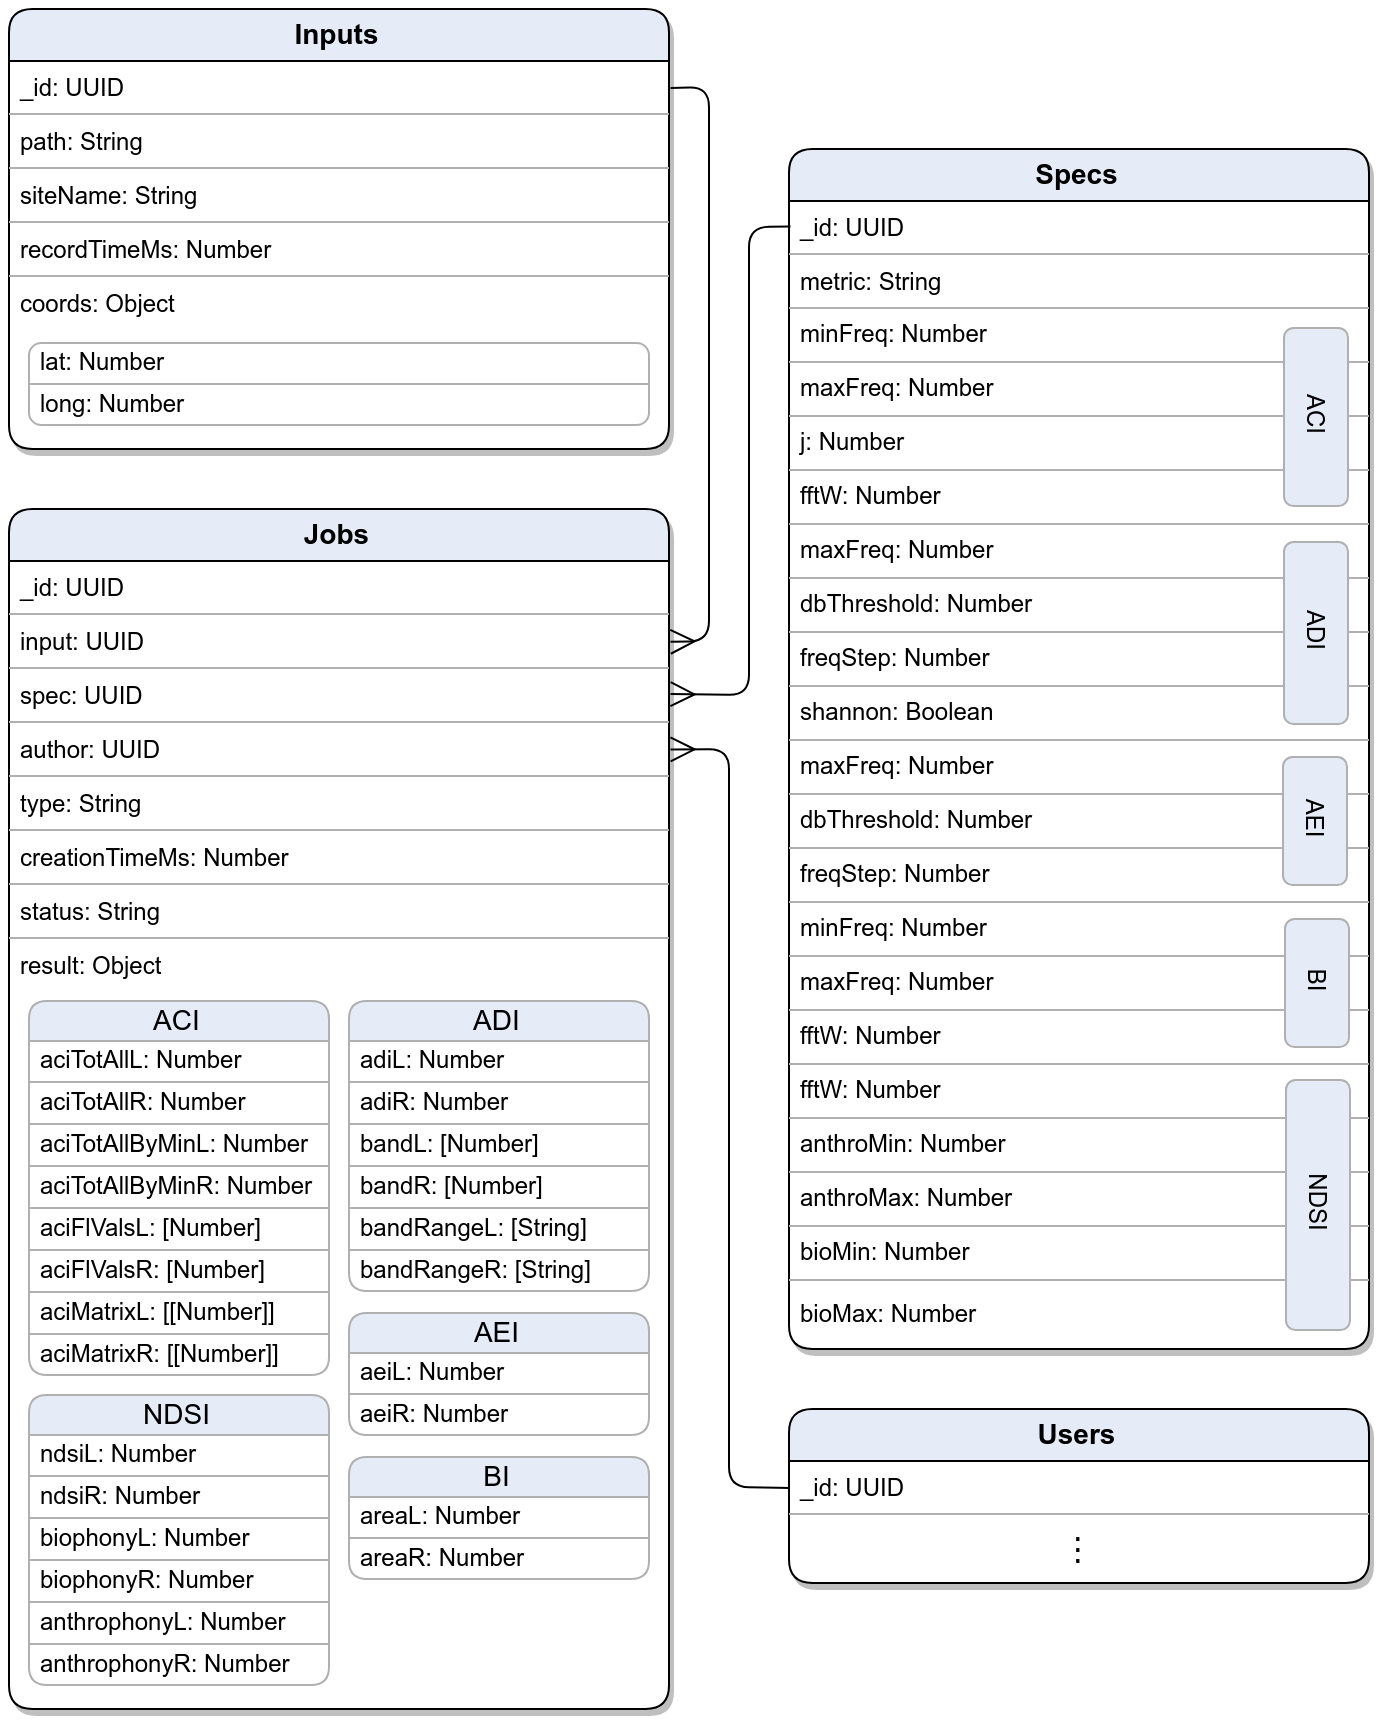 Inputs
_id: UUID
path: String
siteName: String
recordTimeMs: Number
coords: Object
lat: Number
long: Number
Jobs
_id: UUID
input: UUID
spec: UUID
author: UUID
type: String
creationTimeMs: Number
status: String
result: Object
ACI
aciTotAllL: Number
aciTotAllR: Number
aciTotAllByMinL: Number
aciTotAllByMinR: Number
aciFlValsL: [Number]
aciFlValsR: [Number]
aciMatrixL: [[Number]]
aciMatrixR: [[Number]]
NDSI
ndsiL: Number
ndsiR: Number
biophonyL: Number
biophonyR: Number
anthrophonyL: Number
anthrophonyR: Number
ADI
adiL: Number
adiR: Number
bandL: [Number]
bandR: [Number]
bandRangeL: [String]
bandRangeR: [String]
AEI
aeiL: Number
aeiR: Number
BI
areaL: Number
areaR: Number
Specs
_id: UUID
metric: String
minFreq: Number
maxFreq: Number
j: Number
fftW: Number
ACI
maxFreq: Number
dbThreshold: Number
freqStep: Number
shannon: Boolean
ADI
maxFreq: Number
dbThreshold: Number
freqStep: Number
AEI
minFreq: Number
maxFreq: Number
fftW: Number
BI
fftW: Number
anthroMin: Number
anthroMax: Number
bioMin: Number
bioMax: Number
NDSI
Users
_id: UUID
⋮